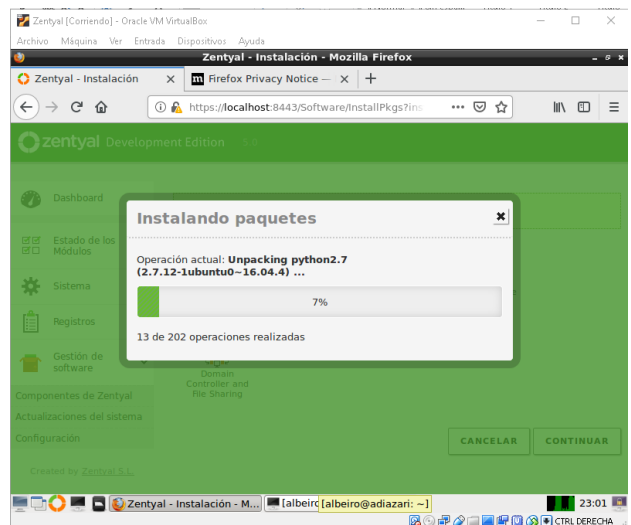 Zentyal [Corriendo] - Oracle VM VirtualBox
Archivo Máquina Ver Entrada Dispositivos Ayuda
Zentyal - Instalación - Mozilla Firefox
Zentyal - Instalación
Firefox Privacy Notice —
https://localhost:8443/Software/InstallPkgs?ins
zentyal Development Edition 5.0
Dashboard
Estado de los
Módulos
Sistema
Registros
Gestión de
software
Componentes de Zentyal
Actualizaciones del sistema
Configuración
Created by Zentyal S.L.
Instalando paquetes
Operación actual: Unpacking python2.7
(2.7.12-1ubuntu0~16.04.4) ...
7%
13 de 202 operaciones realizadas
Domain
Controller and
File Sharing
CANCELAR
CONTINUAR
Zentyal - Instalación - M...
[albeiro
[albeiro@adiazari: ~]
23:01
CTRL DERECHA